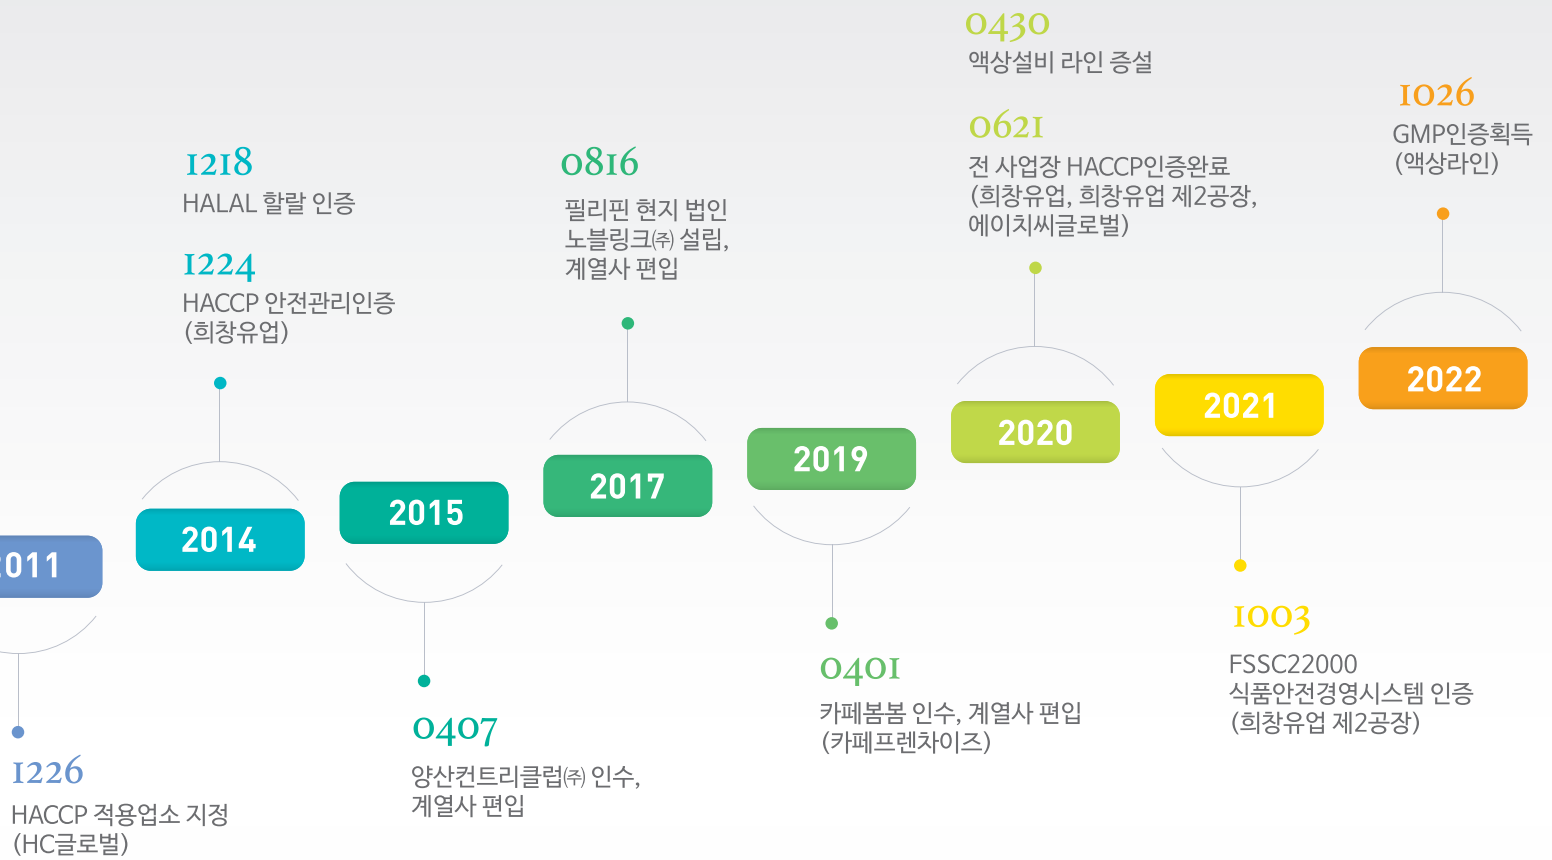 2011
1226
HACCP 적용업소 지정
(HC글로벌)
2014
1218
HALAL 할랄 인증
1224
HACCP 안전관리인증
(희창유업)
2015
0407
양산컨트리클럽㈜ 인수,
계열사 편입
2017
0816
필리핀 현지 법인
노블링크㈜ 설립,
계열사 편입
2019
0401
카페봄봄 인수, 계열사 편입
(카페프렌차이즈)
2020
0430
액상설비 라인 증설
0621
전 사업장 HACCP인증완료
(희창유업, 희창유업 제2공장,
에이치씨글로벌)
2021
1003
FSSC22000
식품안전경영시스템 인증
(희창유업 제2공장)
2022
1026
GMP인증획득
(액상라인)